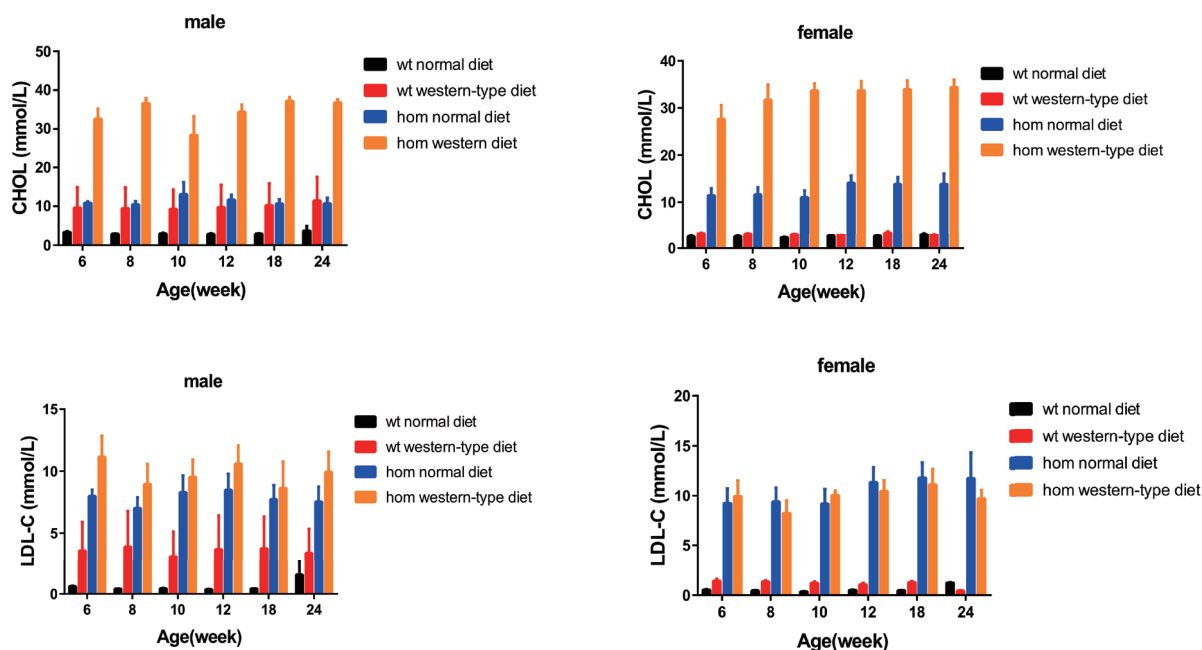 male
CHOL (mmol/L)
50
40
30
20
10
0
6 8 10 12 18 24
Age(week)
wt normal diet
wt western-type diet
hom normal diet
hom western diet
female
CHOL (mmol/L)
40
30
20
10
0
6 8 10 12 18 24
Age(week)
wt normal diet
wt western-type diet
hom normal diet
hom western-type diet
male
LDL-C (mmol/L)
15
10
5
0
6 8 10 12 18 24
Age(week)
wt normal diet
wt western-type diet
hom normal diet
hom western-type diet
female
LDL-C (mmol/L)
20
15
10
5
0
6 8 10 12 18 24
Age(week)
wt normal diet
wt western-type diet
hom normal diet
hom western-type diet